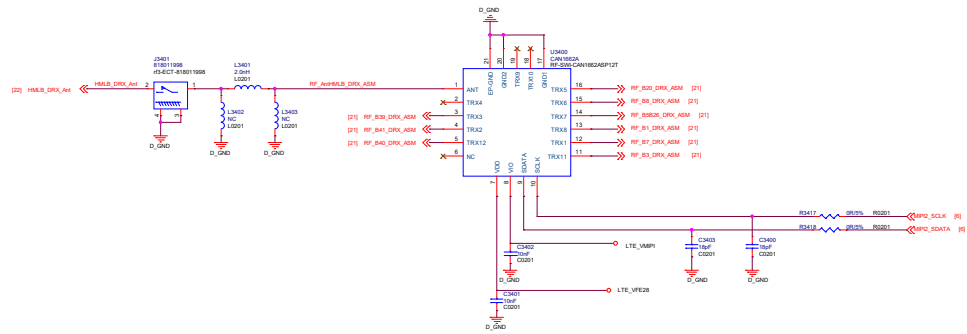 D_GND
U3400
CAN1662A
RF-SWI-CAN1662ASP12T
J3401
818011998
rf3-ECT-818011998
L3401
2.0nH
L0201
[22] HMLB_DRX_Ant
HMLB_DRX_Ant
2
1
4
3
D_GND
L3402
NC
L0201
D_GND
L3403
NC
L0201
D_GND
RF_AntHMLB_DRX_ASM
21
20
19
18
17
EP-GND
GND2
TRX9
TRX10
GND1
1 ANT
2 TRX4
[21] RF_B39_DRX_ASM 3 TRX3
[21] RF_B41_DRX_ASM 4 TRX2
[21] RF_B40_DRX_ASM 5 TRX12
6 NC
TRX5 16 RF_B20_DRX_ASM [21]
TRX6 15 RF_B8_DRX_ASM [21]
TRX7 14 RF_B5B26_DRX_ASM [21]
TRX8 13 RF_B1_DRX_ASM [21]
TRX1 12 RF_B7_DRX_ASM [21]
TRX11 11 RF_B3_DRX_ASM [21]
VDD
VIO
SDATA
SCLK
7
8
9
10
R3417 0R/5% R0201 MIPI2_SCLK [6]
R3418 0R/5% R0201 MIPI2_SDATA [6]
C3402
10nF
C0201
D_GND
LTE_VMIPI
C3403
18pF
C0201
D_GND
C3400
18pF
C0201
D_GND
C3401
10nF
C0201
D_GND
LTE_VFE28